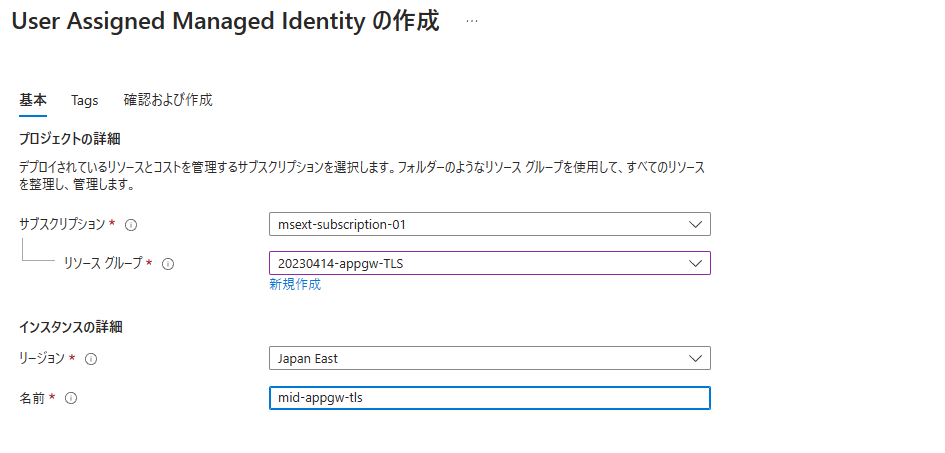 User Assigned Managed Identity の作成 ...
基本 Tags 確認および作成
プロジェクトの詳細
デプロイされているリソースとコストを管理するサブスクリプションを選択します。フォルダーのようなリソース グループを使用して、すべてのリソース
を整理し、管理します。
サブスクリプション * msext-subscription-01
リソース グループ * 20230414-appgw-TLS
新規作成
インスタンスの詳細
リージョン * Japan East
名前 * mid-appgw-tls